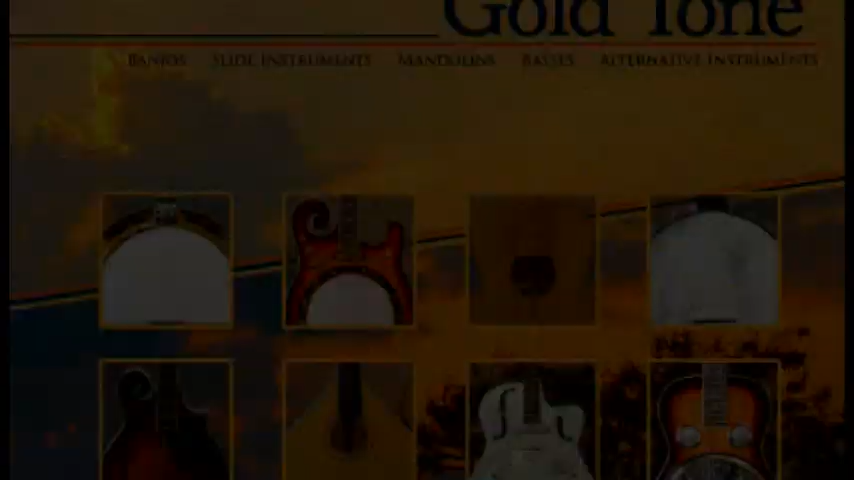 Gold Tone
BANJOS SLIDE INSTRUMENTS MANDOLINS BASSES ALTERNATIVE INSTRUMENTS